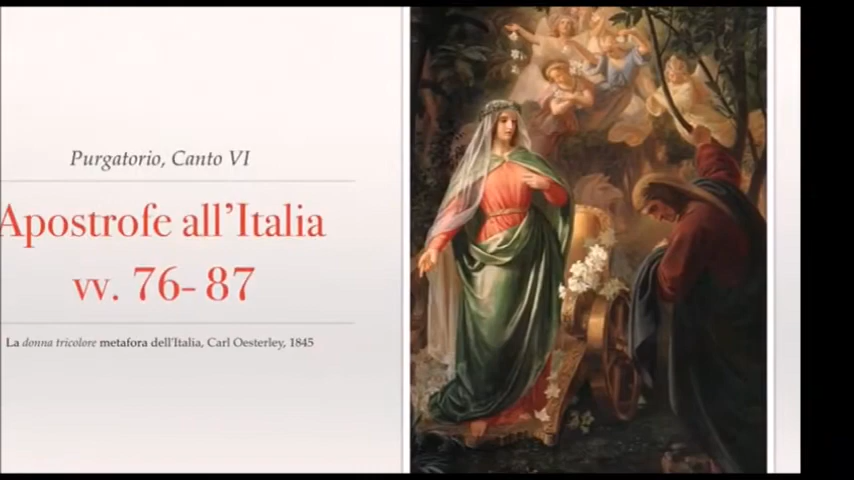 Purgatorio, Canto VI
Apostrofe all'Italia
vv. 76-87
La donna tricolore metafora dell'Italia, Carl Oesterley, 1845